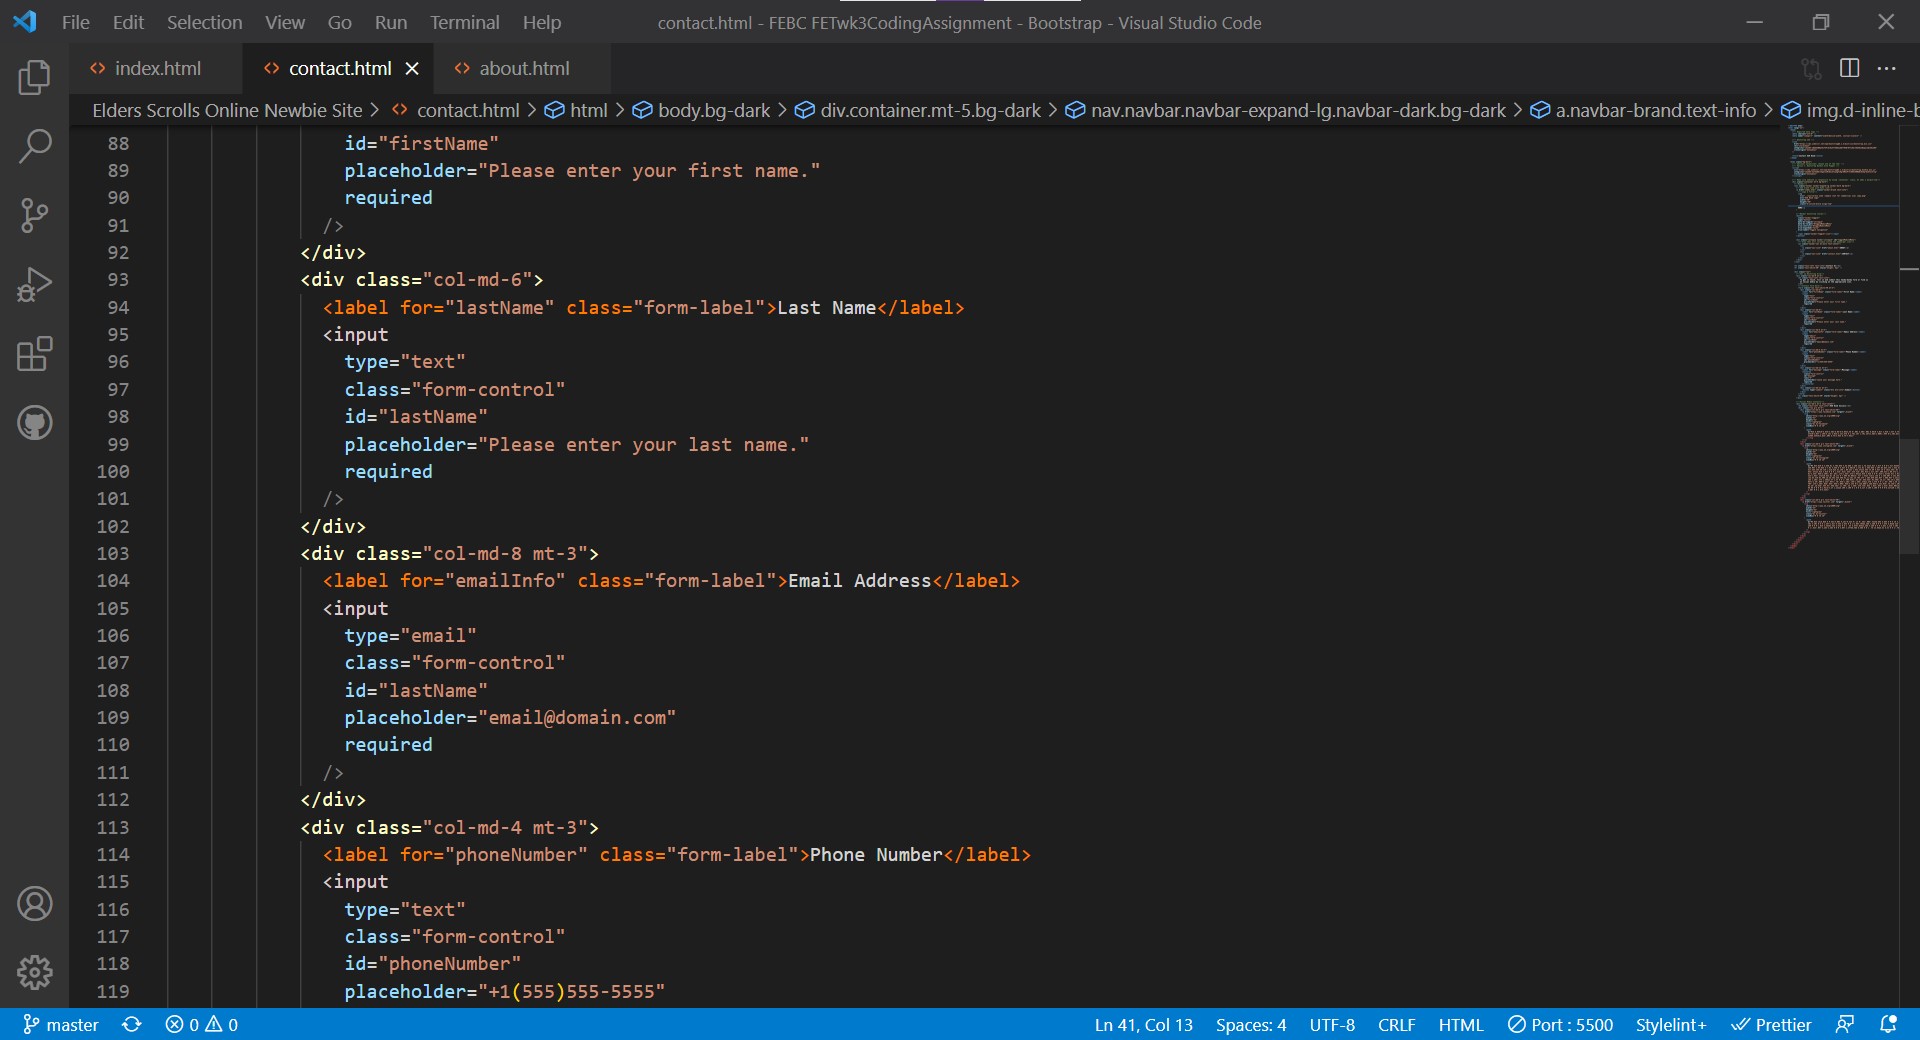 File Edit Selection View Go Run Terminal Help contact.html - FEBC FETwk3CodingAssignment - Bootstrap - Visual Studio Code
index.html contact.html about.html
Elders Scrolls Online Newbie Site > contact.html > html > body.bg-dark > div.container.mt-5.bg-dark > nav.navbar.navbar-expand-lg.navbar-dark.bg-dark > a.navbar-brand.text-info > img.d-inline-b
88 id="firstName"
89 placeholder="Please enter your first name."
90 required
91 />
92 </div>
93 <div class="col-md-6">
94 <label for="lastName" class="form-label">Last Name</label>
95 <input
96 type="text"
97 class="form-control"
98 id="lastName"
99 placeholder="Please enter your last name."
100 required
101 />
102 </div>
103 <div class="col-md-8 mt-3">
104 <label for="emailInfo" class="form-label">Email Address</label>
105 <input
106 type="email"
107 class="form-control"
108 id="lastName"
109 placeholder="email@domain.com"
110 required
111 />
112 </div>
113 <div class="col-md-4 mt-3">
114 <label for="phoneNumber" class="form-label">Phone Number</label>
115 <input
116 type="text"
117 class="form-control"
118 id="phoneNumber"
119 placeholder="+1(555)555-5555"
master 0 0 Ln 41, Col 13 Spaces: 4 UTF-8 CRLF HTML Port : 5500 Stylelint+ Prettier